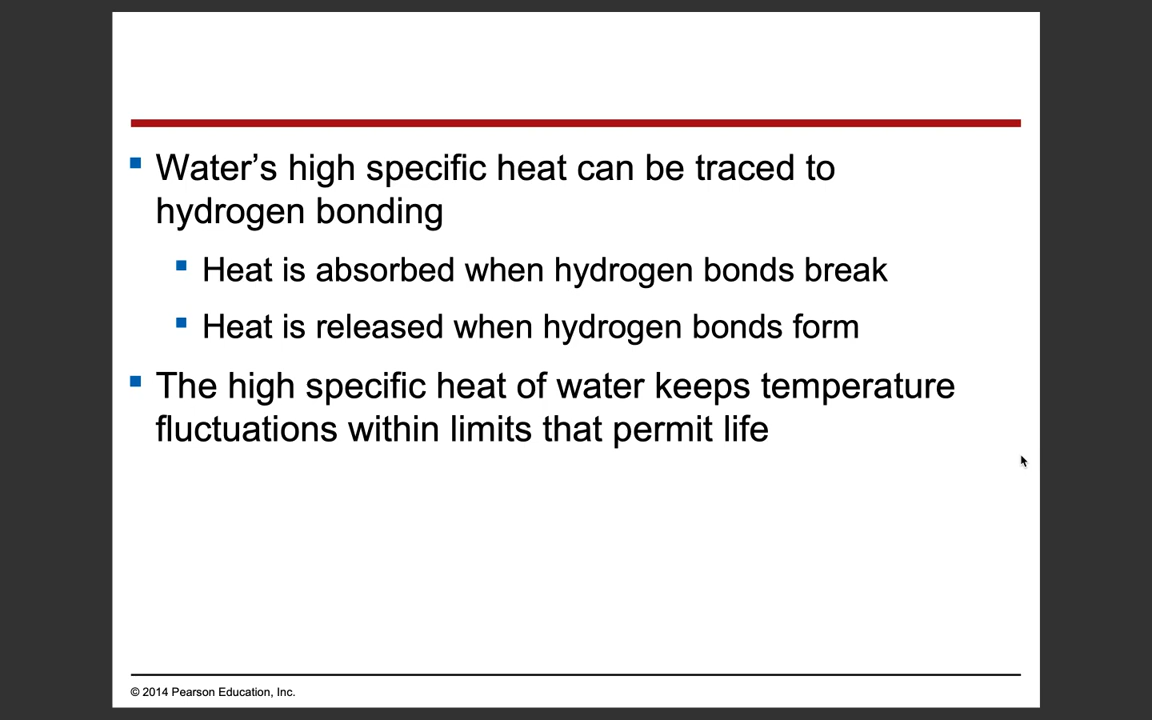 Water’s high specific heat can be traced to
hydrogen bonding
Heat is absorbed when hydrogen bonds break
Heat is released when hydrogen bonds form
The high specific heat of water keeps temperature
fluctuations within limits that permit life
© 2014 Pearson Education, Inc.